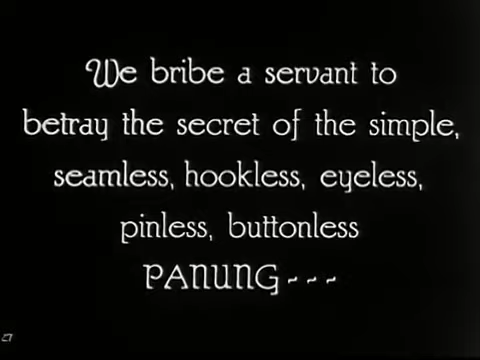 We bribe a servant to
betray the secret of the simple,
seamless, hookless, eyeless,
pinless, buttonless
PANUNG - - -